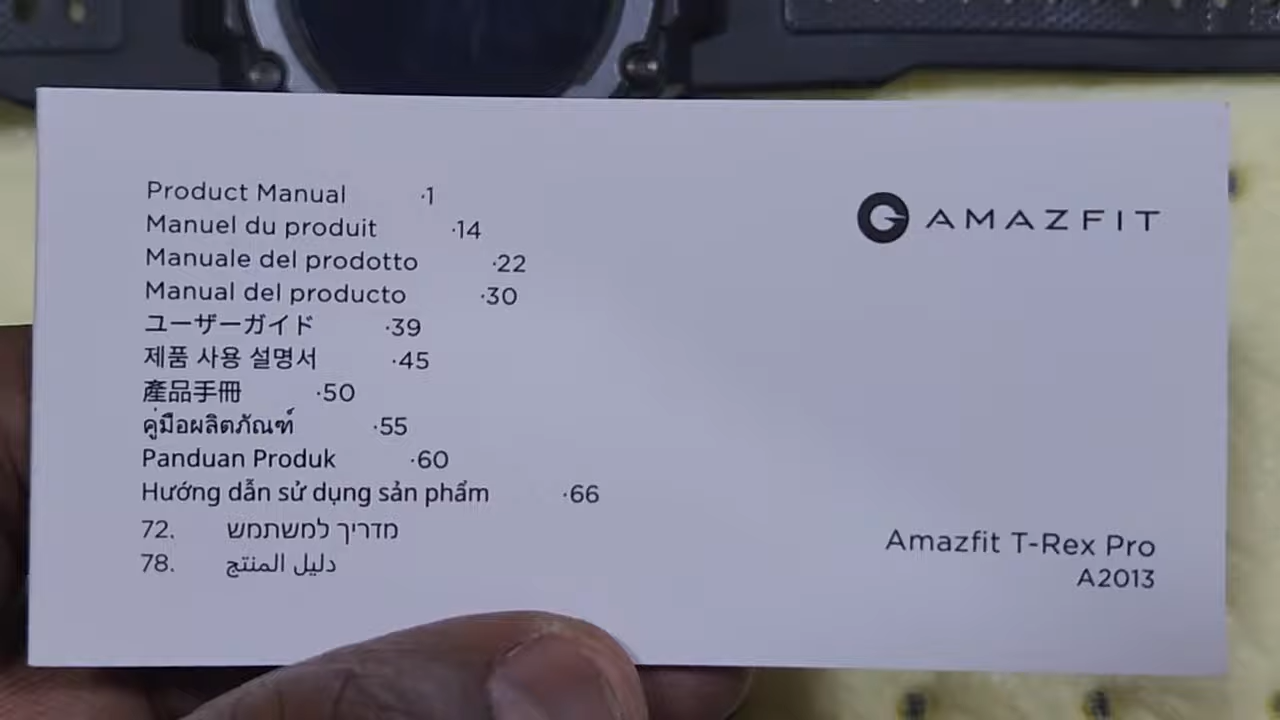 Product Manual ·1
Manuel du produit ·14
Manuale del prodotto ·22
Manual del producto ·30
ユーザーガイド ·39
제품 사용 설명서 ·45
產品手冊 ·50
คู่มือผลิตภัณฑ์ ·55
Panduan Produk ·60
Hướng dẫn sử dụng sản phẩm ·66
72. מדריך למשתמש
78. دليل المنتج
AMAZFIT
Amazfit T-Rex Pro
A2013